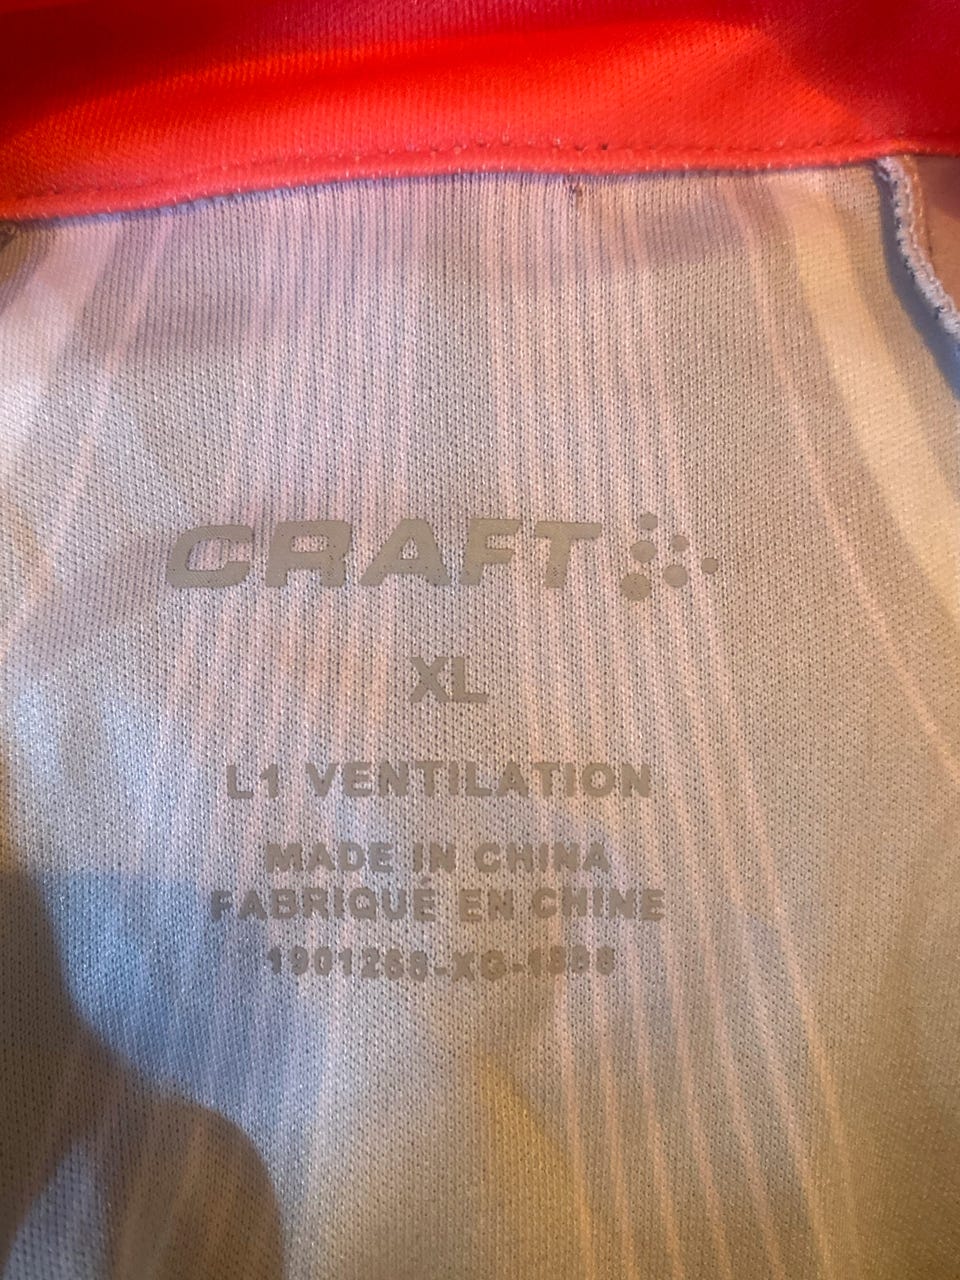 CRAFT
XL
L1 VENTILATION
MADE IN CHINA
FABRIQUÉ EN CHINE